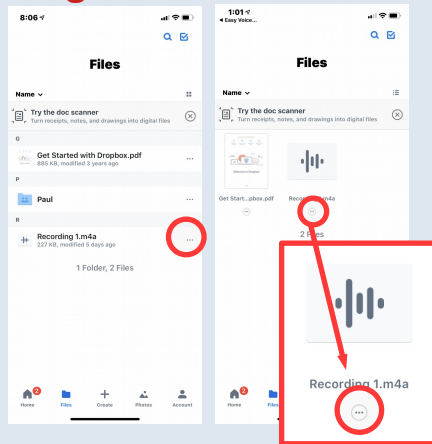 8:06
Files
Name
Try the doc scanner
Turn receipts, notes, and drawings into digital files
G
Get Started with Dropbox.pdf
885 KB, modified 3 years ago
P
Paul
R
Recording 1.m4a
227 KB, modified 5 days ago
1 Folder, 2 Files
2
Home
Files
Create
Photos
Account
1:01
Easy Voice...
Files
Name
Try the doc scanner
Turn receipts, notes, and drawings into digital files
Get Start...pbox.pdf
2 Files
2
Home
Recording 1.m4a